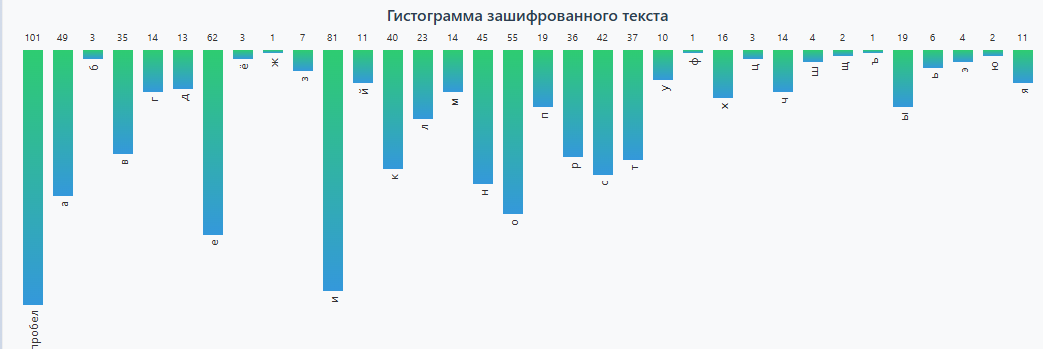 Гистограмма зашифрованного текста
101 49 3 35 14 13 62 3 1 7 81 11 40 23 14 45 55 19 36 42 37 10 1 16 3 14 4 2 1 19 6 4 2 11
пробел а б в г д е ё ж з и й к л м н о п р с т у ф х ц ч ш щ ъ ы ь э ю я